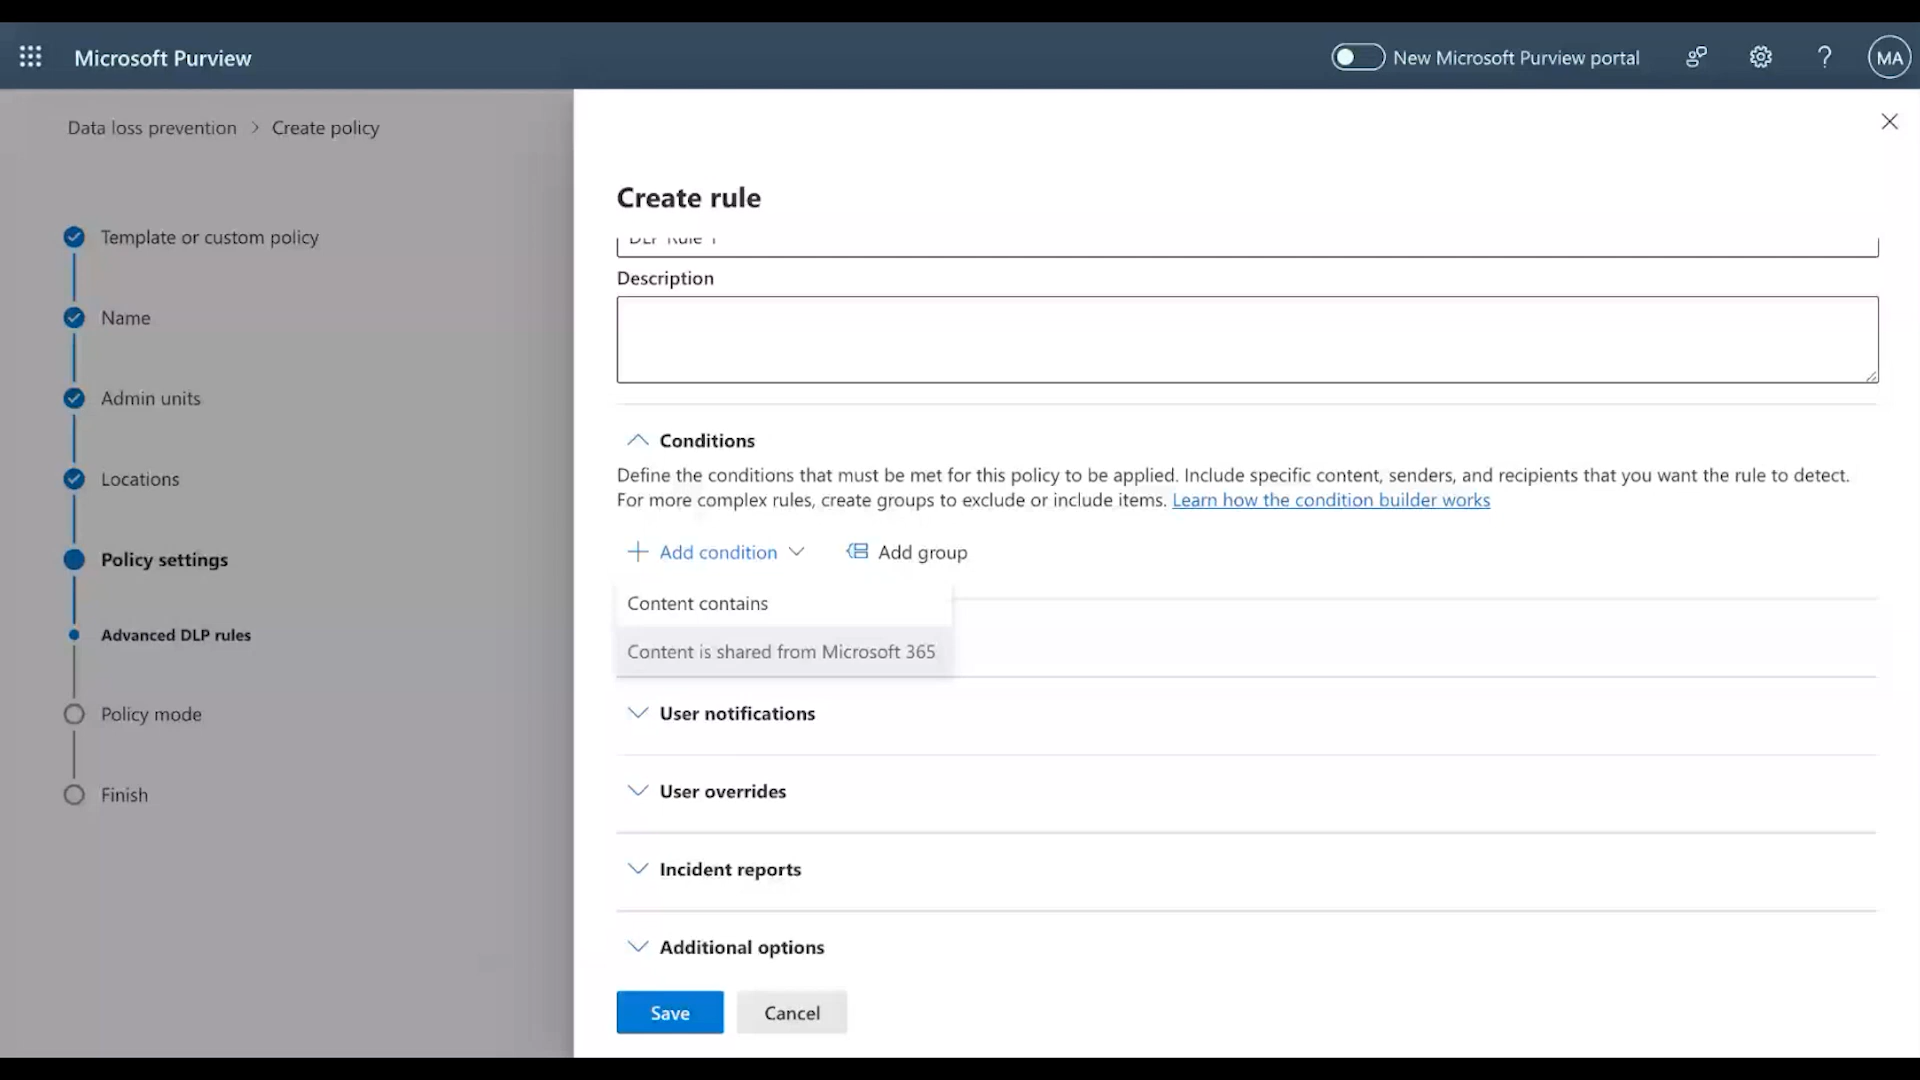 Microsoft Purview
New Microsoft Purview portal
?
MA
Data loss prevention > Create policy
Template or custom policy
Name
Admin units
Locations
Policy settings
Advanced DLP rules
Policy mode
Finish
Create rule
DLP Rule 1
Description
Conditions
Define the conditions that must be met for this policy to be applied. Include specific content, senders, and recipients that you want the rule to detect.
For more complex rules, create groups to exclude or include items. Learn how the condition builder works
Add condition
Add group
Content contains
Content is shared from Microsoft 365
User notifications
User overrides
Incident reports
Additional options
Save
Cancel